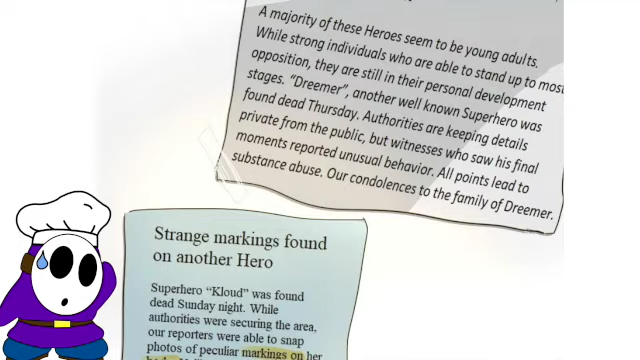 A majority of these Heroes seem to be young adults.
While strong individuals who are able to stand up to most
opposition, they are still in their personal development
stages. “Dreemer”, another well known Superhero was
found dead Thursday. Authorities are keeping details
private from the public, but witnesses who saw his final
moments reported unusual behavior. All points lead to
substance abuse. Our condolences to the family of Dreemer.
Strange markings found
on another Hero
Superhero “Kloud” was found
dead Sunday night. While
authorities were securing the area,
our reporters were able to snap
photos of peculiar markings on her